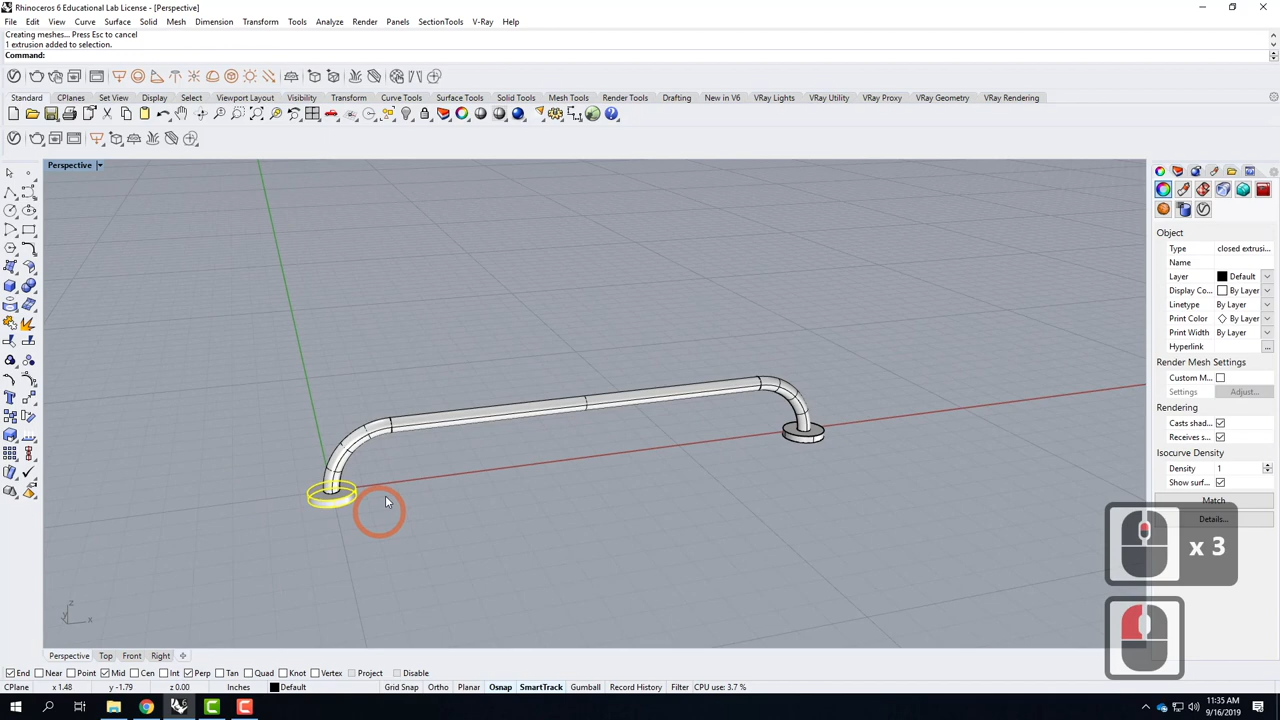 Rhinoceros 6 Educational Lab License - [Perspective]
File Edit View Curve Surface Solid Mesh Dimension Transform Tools Analyze Render Panels SectionTools V-Ray Help
Creating meshes... Press Esc to cancel
1 extrusion added to selection.
Command:
Standard CPlanes Set View Display Select Viewport Layout Visibility Transform Curve Tools Surface Tools Solid Tools Mesh Tools Render Tools Drafting New in V6 VRay Lights VRay Utility VRay Proxy VRay Geometry VRay Rendering
Perspective
Object
Type closed extrusi...
Name
Layer Default
Display Co... By Layer
Linetype By Layer
Print Color By Layer
Print Width By Layer
Hyperlink ...
Render Mesh Settings
Custom M...
Settings Adjust...
Rendering
Casts shad...
Receives s...
Isocurve Density
Density 1
Show surf...
Match...
Details...
x 3
z
y x
Perspective Top Front Right
End Near Point Mid Cen Int Perp Tan Quad Knot Vertex Project Disable
CPlane x 1.48 y -1.79 z 0.00 Inches Default Grid Snap Ortho Planar Osnap SmartTrack Gumball Record History Filter CPU use: 3.7 %
11:35 AM
9/16/2019